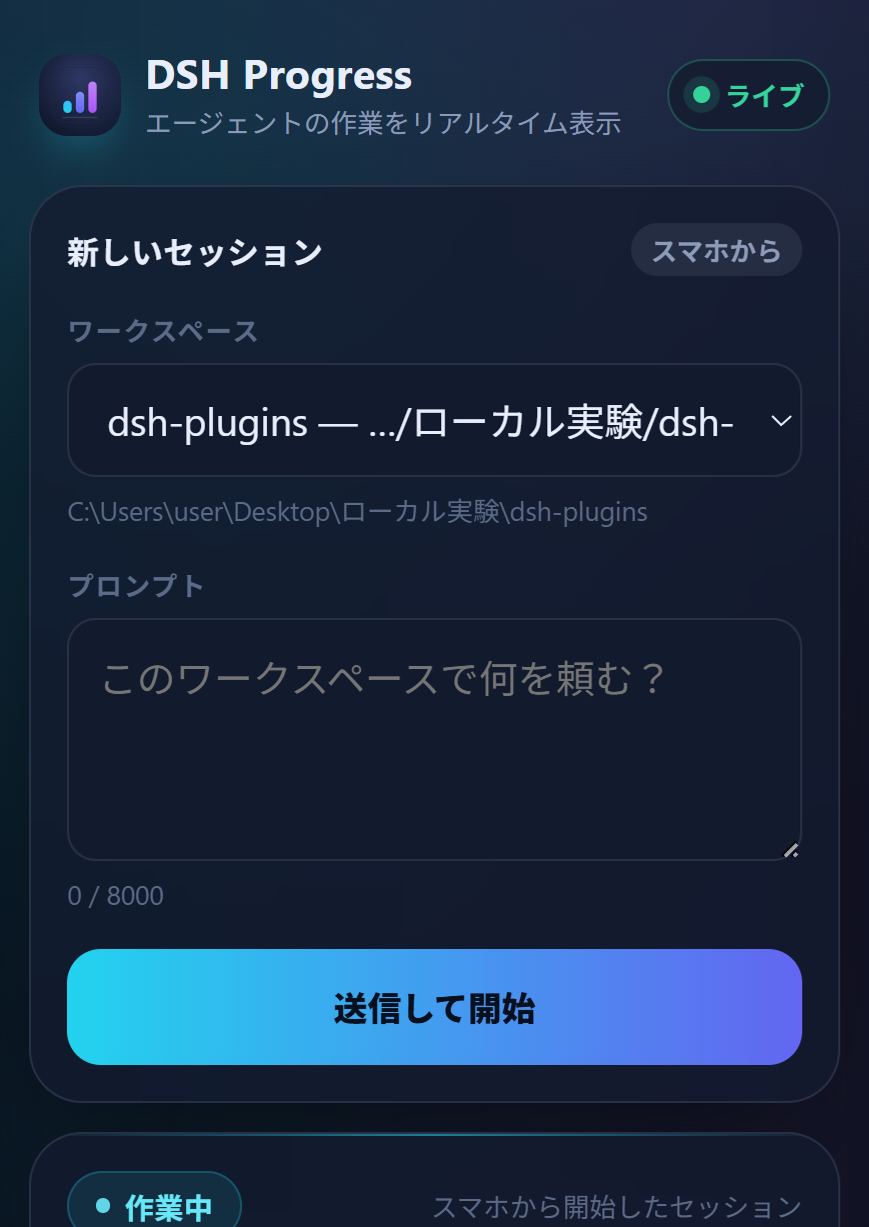 DSH Progress
エージェントの作業をリアルタイム表示
ライブ
新しいセッション
スマホから
ワークスペース
dsh-plugins — .../ローカル実験/dsh-
C:\Users\user\Desktop\ローカル実験\dsh-plugins
プロンプト
このワークスペースで何を頼む？
0 / 8000
送信して開始
作業中
スマホから開始したセッション